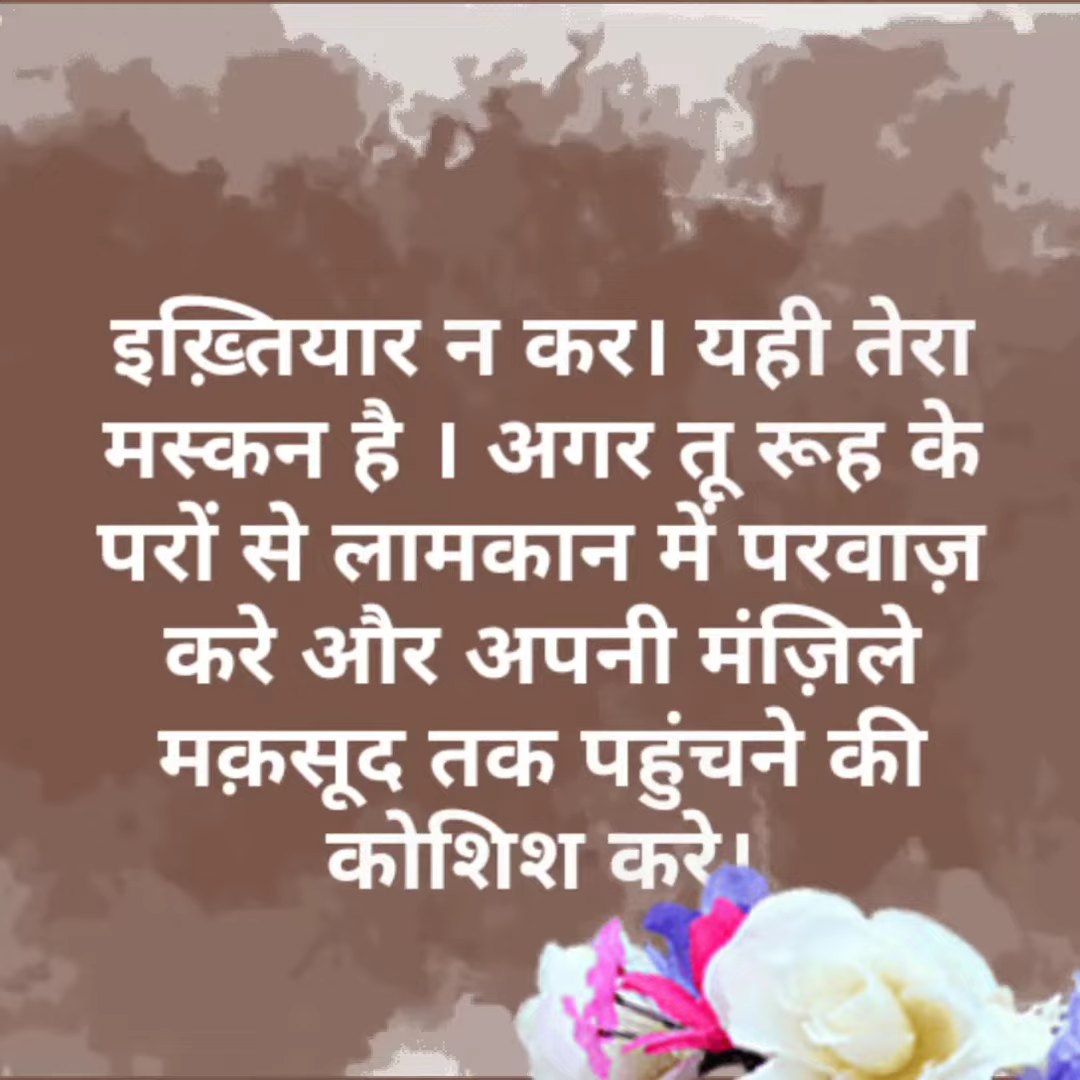 इख़्तियार न कर। यही तेरा
मस्कन है । अगर तू रूह के
परों से लामकान में परवाज़
करे और अपनी मंज़िले
मक़सूद तक पहुंचने की
कोशिश करे।